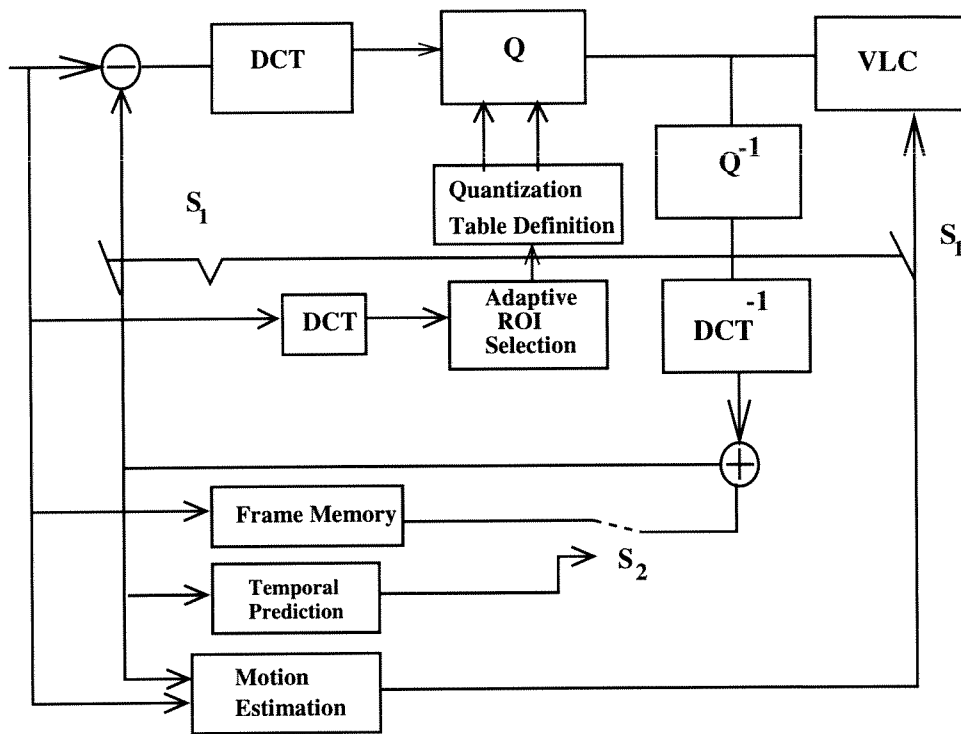 DCT
Q
VLC
Q-1
Quantization
Table Definition
S1
S1
DCT
Adaptive
ROI
Selection
DCT-1
Frame Memory
S2
Temporal
Prediction
Motion
Estimation